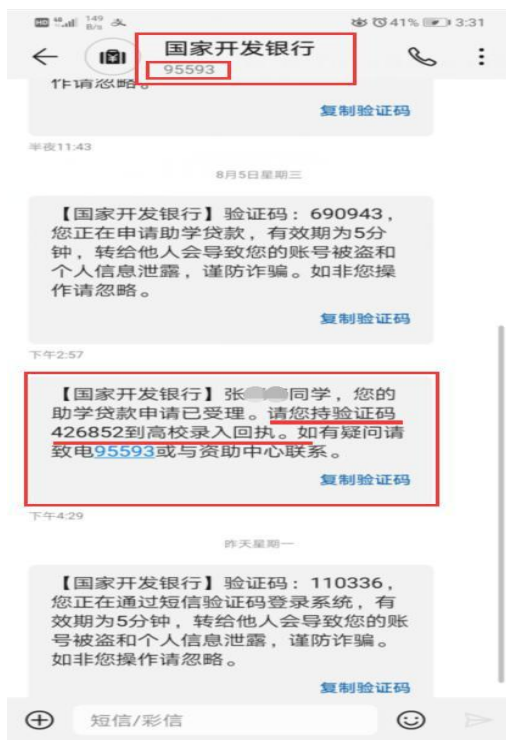 HD 4G 149 B/s 41% 3:31
国家开发银行
95593
作请忽略。
复制验证码
半夜11:43
8月5日星期三
【国家开发银行】验证码：690943，
您正在申请助学贷款，有效期为5分
钟，转给他人会导致您的账号被盗和
个人信息泄露，谨防诈骗。如非您操
作请忽略。
复制验证码
下午2:57
【国家开发银行】张 同学，您的
助学贷款申请已受理。请您持验证码
426852到高校录入回执。如有疑问请
致电95593或与资助中心联系。
复制验证码
下午4:29
昨天星期一
【国家开发银行】验证码：110336，
您正在通过短信验证码登录系统，有
效期为5分钟，转给他人会导致您的账
号被盗和个人信息泄露，谨防诈骗。
如非您操作请忽略。
复制验证码
短信/彩信